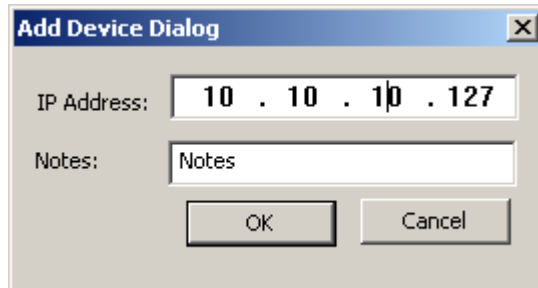 Add Device Dialog
IP Address: 10 . 10 . 10 . 127
Notes: Notes
OK Cancel